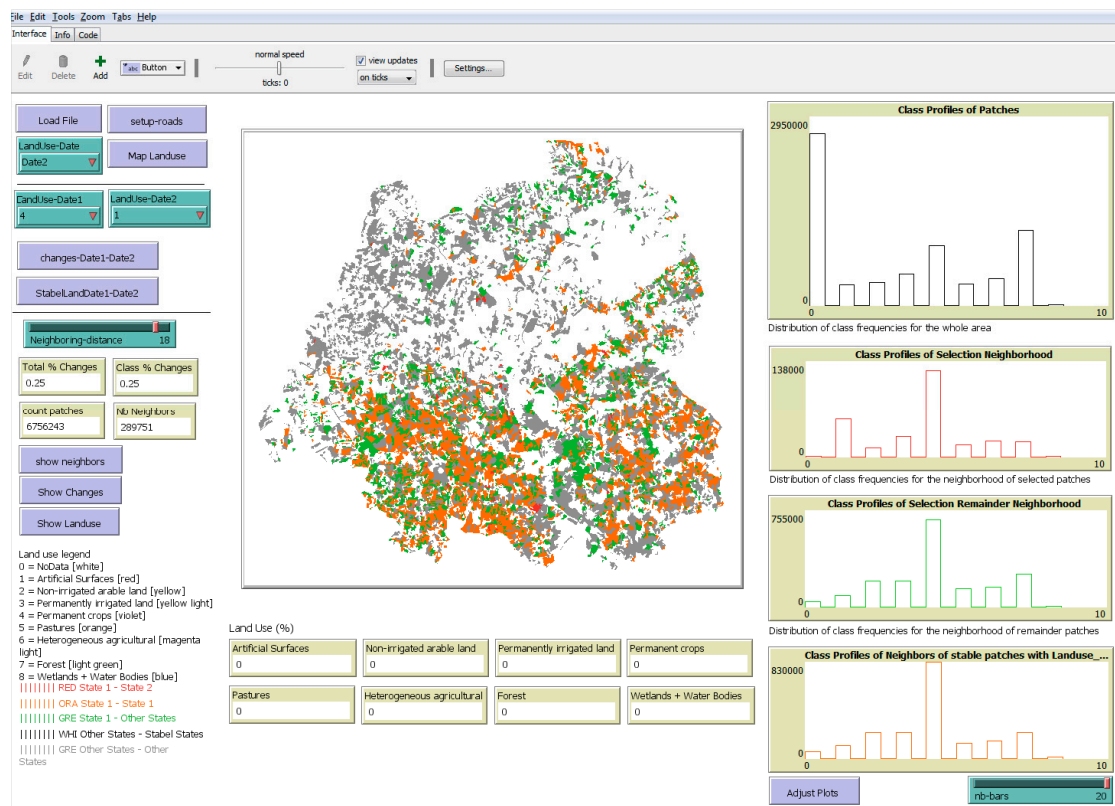 File Edit Tools Zoom Tabs Help
Interface Info Code
Edit Delete Add abc Button normal speed ticks: 0 view updates on ticks Settings...
Load File setup-roads
LandUse-Date
Date2
Map Landuse
LandUse-Date1
4
LandUse-Date2
1
changes-Date1-Date2
StabelLandDate1-Date2
Neighboring-distance 18
Total % Changes
0.25
Class % Changes
0.25
count patches
6756243
Nb Neighbors
289751
show neighbors
Show Changes
Show Landuse
Land use legend
0 = NoData [white]
1 = Artificial Surfaces [red]
2 = Non-irrigated arable land [yellow]
3 = Permanently irrigated land [yellow light]
4 = Permanent crops [violet]
5 = Pastures [orange]
6 = Heterogeneous agricultural [magenta
light]
7 = Forest [light green]
8 = Wetlands + Water Bodies [blue]
|||||||| RED State 1 - State 2
|||||||| ORA State 1 - State 1
|||||||| GRE State 1 - Other States
|||||||| WHI Other States - Stabel States
|||||||| GRE Other States - Other
States
Land Use (%)
Artificial Surfaces
0
Non-irrigated arable land
0
Permanently irrigated land
0
Permanent crops
0
Pastures
0
Heterogeneous agricultural
0
Forest
0
Wetlands + Water Bodies
0
Class Profiles of Patches
2950000
0
0 10
Distribution of class frequencies for the whole area
Class Profiles of Selection Neighborhood
138000
0
0 10
Distribution of class frequencies for the neighborhood of selected patches
Class Profiles of Selection Remainder Neighborhood
755000
0
0 10
Distribution of class frequencies for the neighborhood of remainder patches
Class Profiles of Neighbors of stable patches with Landuse_...
830000
0
0 10
Adjust Plots
nb-bars 20